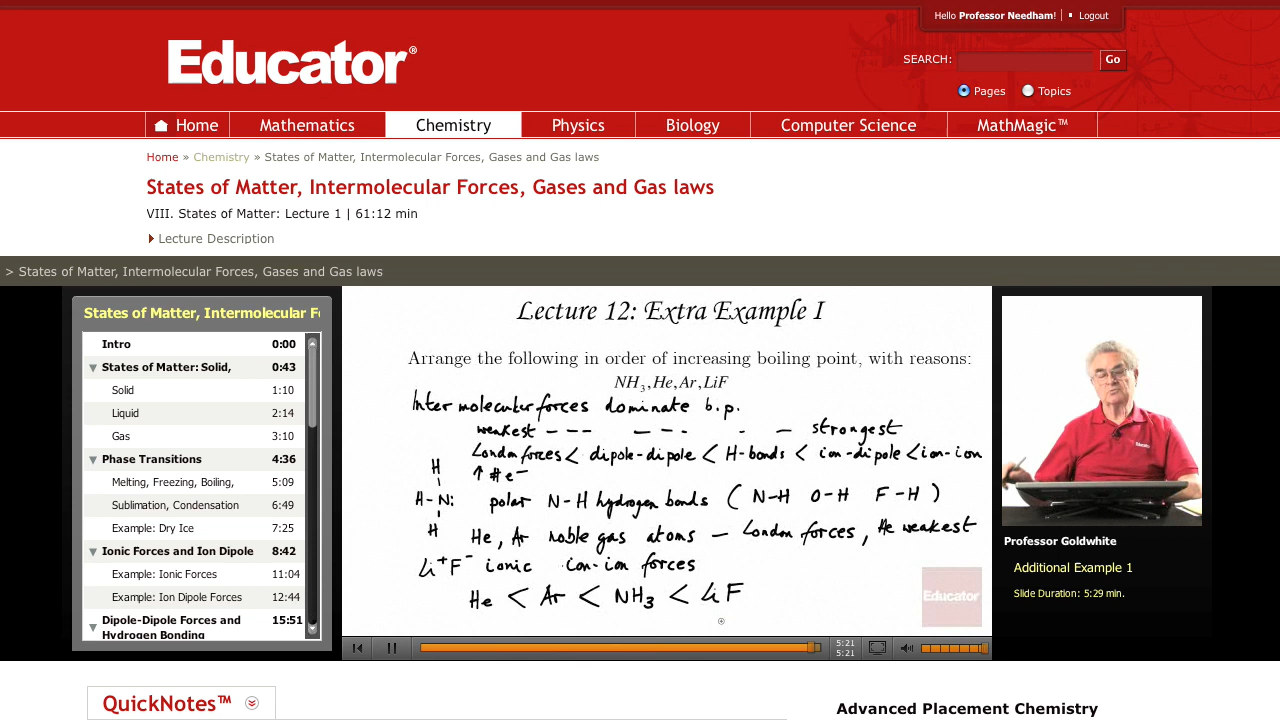 Hello Professor Needham! Logout
Educator®
SEARCH: Go
Pages Topics
Home Mathematics Chemistry Physics Biology Computer Science MathMagic™
Home » Chemistry » States of Matter, Intermolecular Forces, Gases and Gas laws
States of Matter, Intermolecular Forces, Gases and Gas laws
VIII. States of Matter: Lecture 1 | 61:12 min
Lecture Description
> States of Matter, Intermolecular Forces, Gases and Gas laws
States of Matter, Intermolecular F
Intro 0:00
States of Matter: Solid, 0:43
Solid 1:10
Liquid 2:14
Gas 3:10
Phase Transitions 4:36
Melting, Freezing, Boiling, 5:09
Sublimation, Condensation 6:49
Example: Dry Ice 7:25
Ionic Forces and Ion Dipole 8:42
Example: Ionic Forces 11:04
Example: Ion Dipole Forces 12:44
Dipole-Dipole Forces and 15:51
Hydrogen Bonding
Lecture 12: Extra Example I
Arrange the following in order of increasing boiling point, with reasons:
NH₃, He, Ar, LiF
Intermolecular forces dominate b.p.
weakest — – – — – – - — strongest
London forces < dipole-dipole < H-bonds < ion-dipole < ion-ion
↑ He –
H
H-N: polar N-H hydrogen bonds (N-H O-H F-H)
H
He, Ar noble gas atoms — London forces, He weakest
Li⁺F⁻ ionic ion-ion forces
He < Ar < NH₃ < LiF
Educator
5:21
5:21
Professor Goldwhite
Additional Example 1
Slide Duration: 5:29 min.
QuickNotes™
Advanced Placement Chemistry